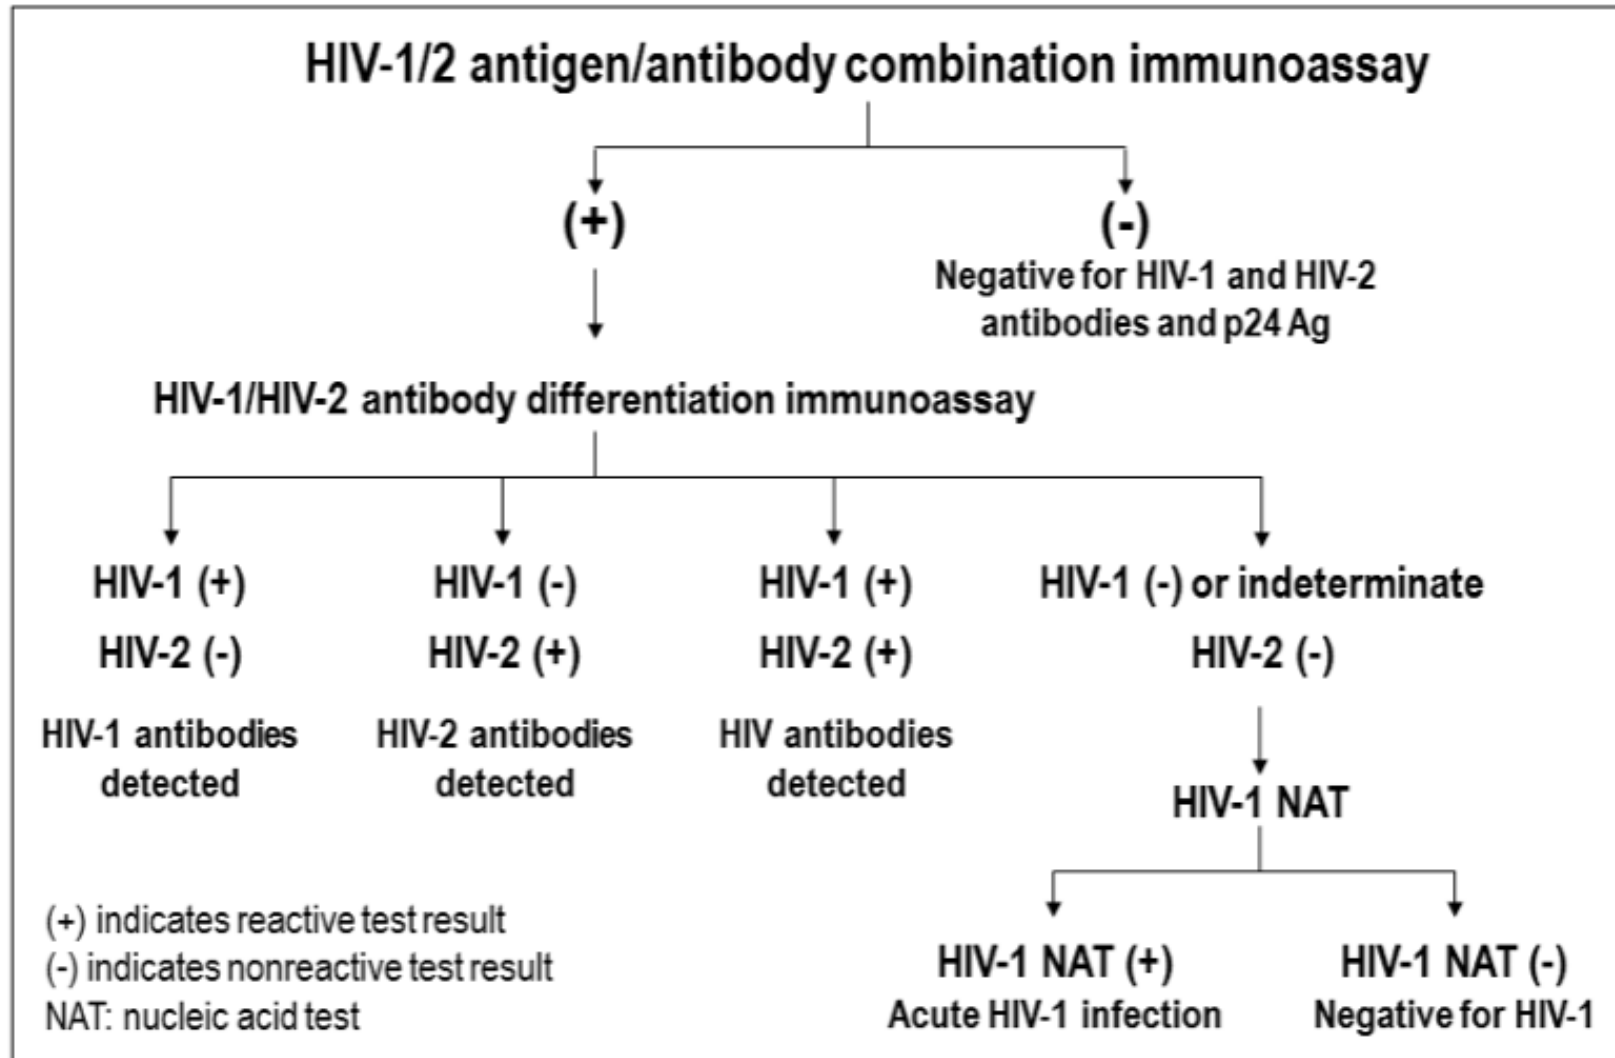 HIV-1/2 antigen/antibody combination immunoassay
(+)
(-)
Negative for HIV-1 and HIV-2
antibodies and p24 Ag
HIV-1/HIV-2 antibody differentiation immunoassay
HIV-1 (+)
HIV-2 (-)
HIV-1 antibodies
detected
HIV-1 (-)
HIV-2 (+)
HIV-2 antibodies
detected
HIV-1 (+)
HIV-2 (+)
HIV antibodies
detected
HIV-1 (-) or indeterminate
HIV-2 (-)
HIV-1 NAT
HIV-1 NAT (+)
Acute HIV-1 infection
HIV-1 NAT (-)
Negative for HIV-1
(+) indicates reactive test result
(-) indicates nonreactive test result
NAT: nucleic acid test